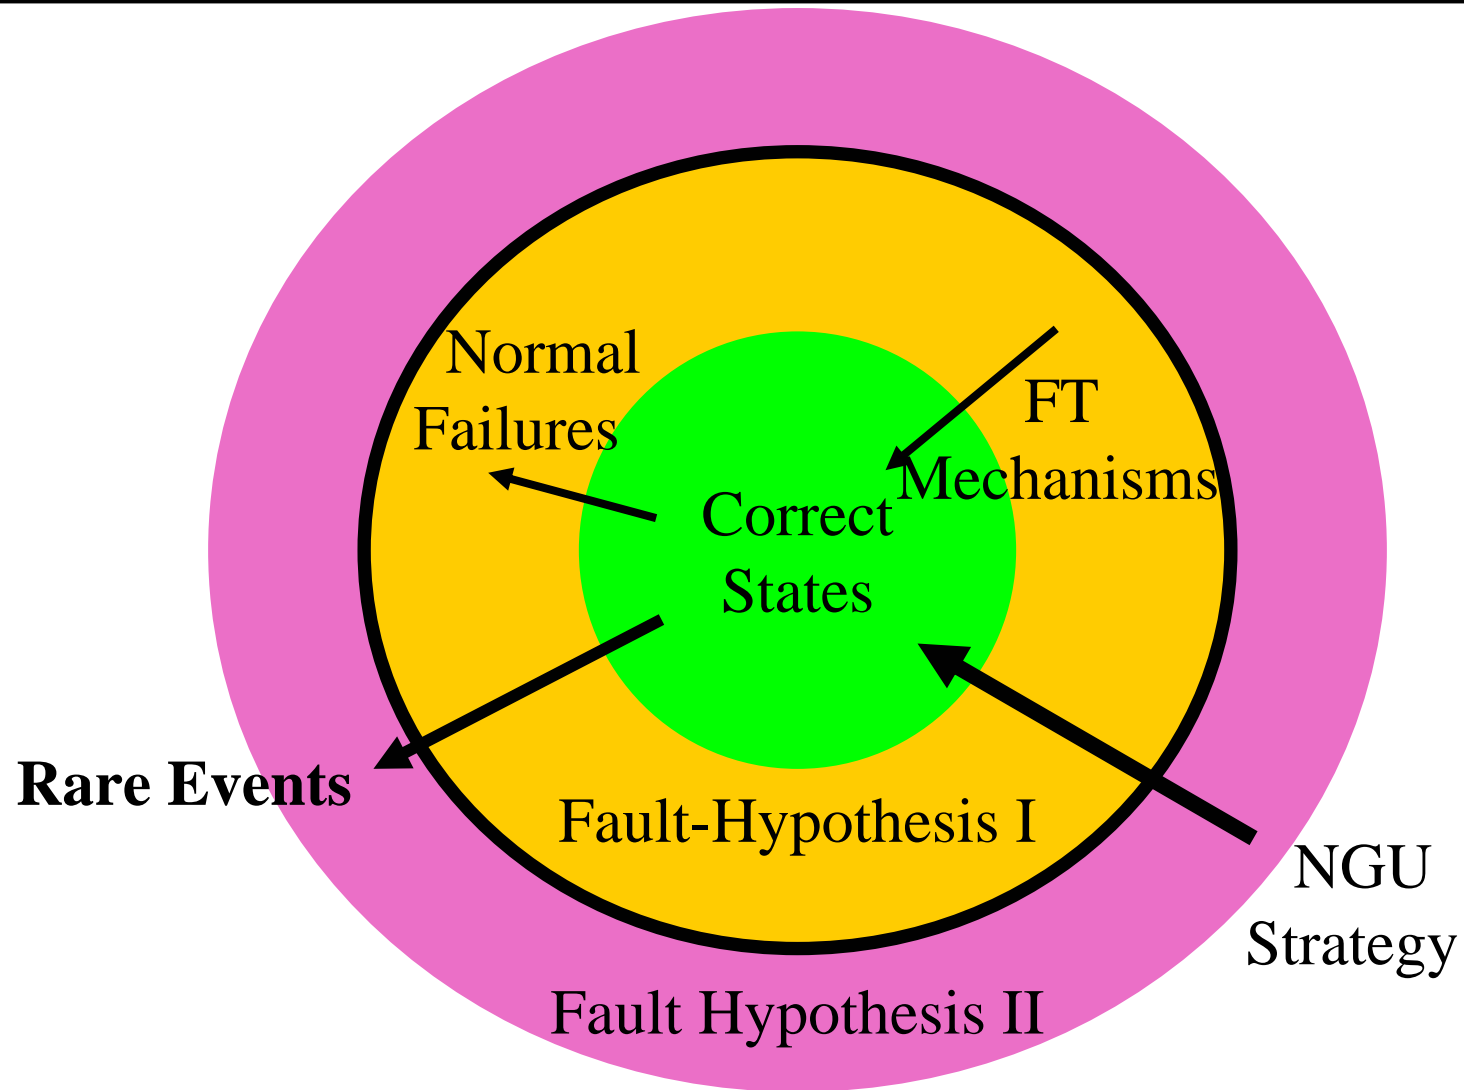 Normal
Failures
FT
Mechanisms
Correct
States
Rare Events
Fault-Hypothesis I
NGU
Strategy
Fault Hypothesis II